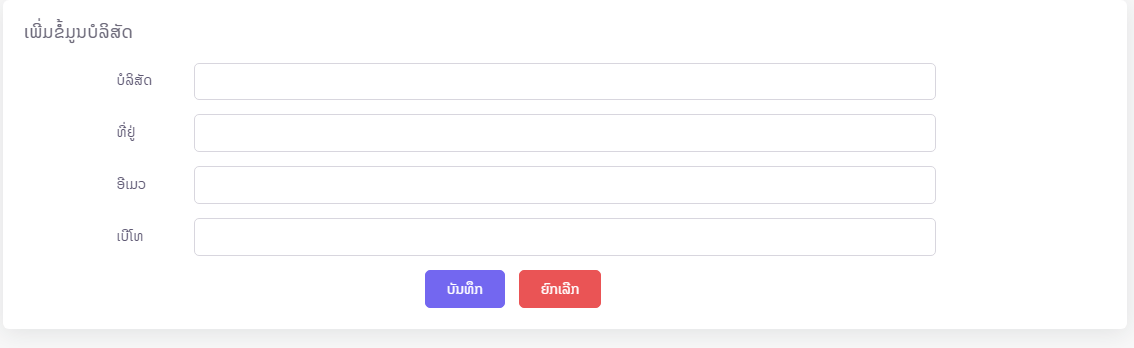 ເພີ່ມຂໍ້ມູນບໍລິສັດ
ບໍລິສັດ
ທີ່ຢູ່
ອີເມວ
ເບີໂທ
ບັນທຶກ ຍົກເລີກ